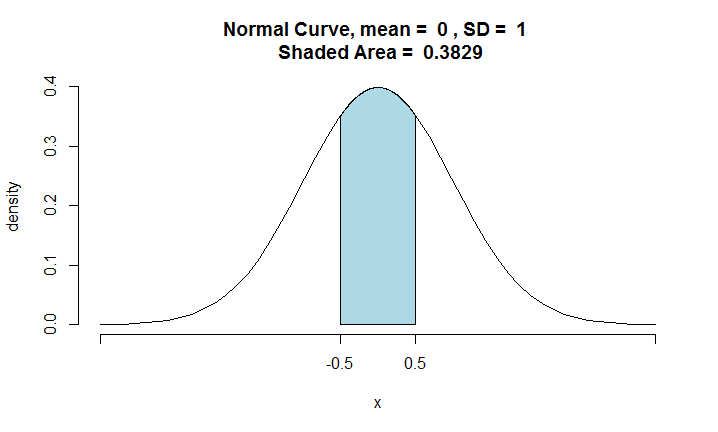 Normal Curve, mean = 0 , SD = 1
Shaded Area = 0.3829
density
0.4
0.3
0.2
0.1
0.0
-0.5 0.5
x